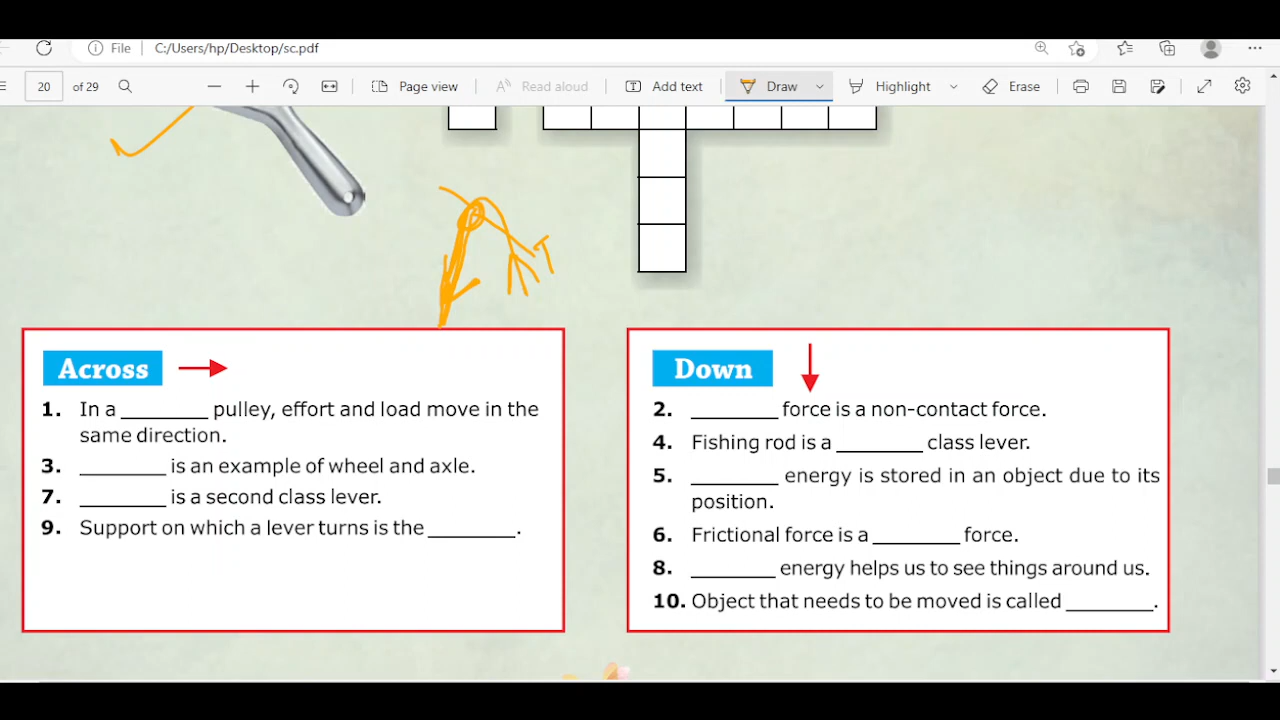 File C:/Users/hp/Desktop/sc.pdf
20 of 29 Page view Read aloud Add text Draw Highlight Erase
Across
1. In a ________ pulley, effort and load move in the
same direction.
3. ________ is an example of wheel and axle.
7. ________ is a second class lever.
9. Support on which a lever turns is the ________.
Down
2. ________ force is a non-contact force.
4. Fishing rod is a ________ class lever.
5. ________ energy is stored in an object due to its
position.
6. Frictional force is a ________ force.
8. ________ energy helps us to see things around us.
10. Object that needs to be moved is called ________.